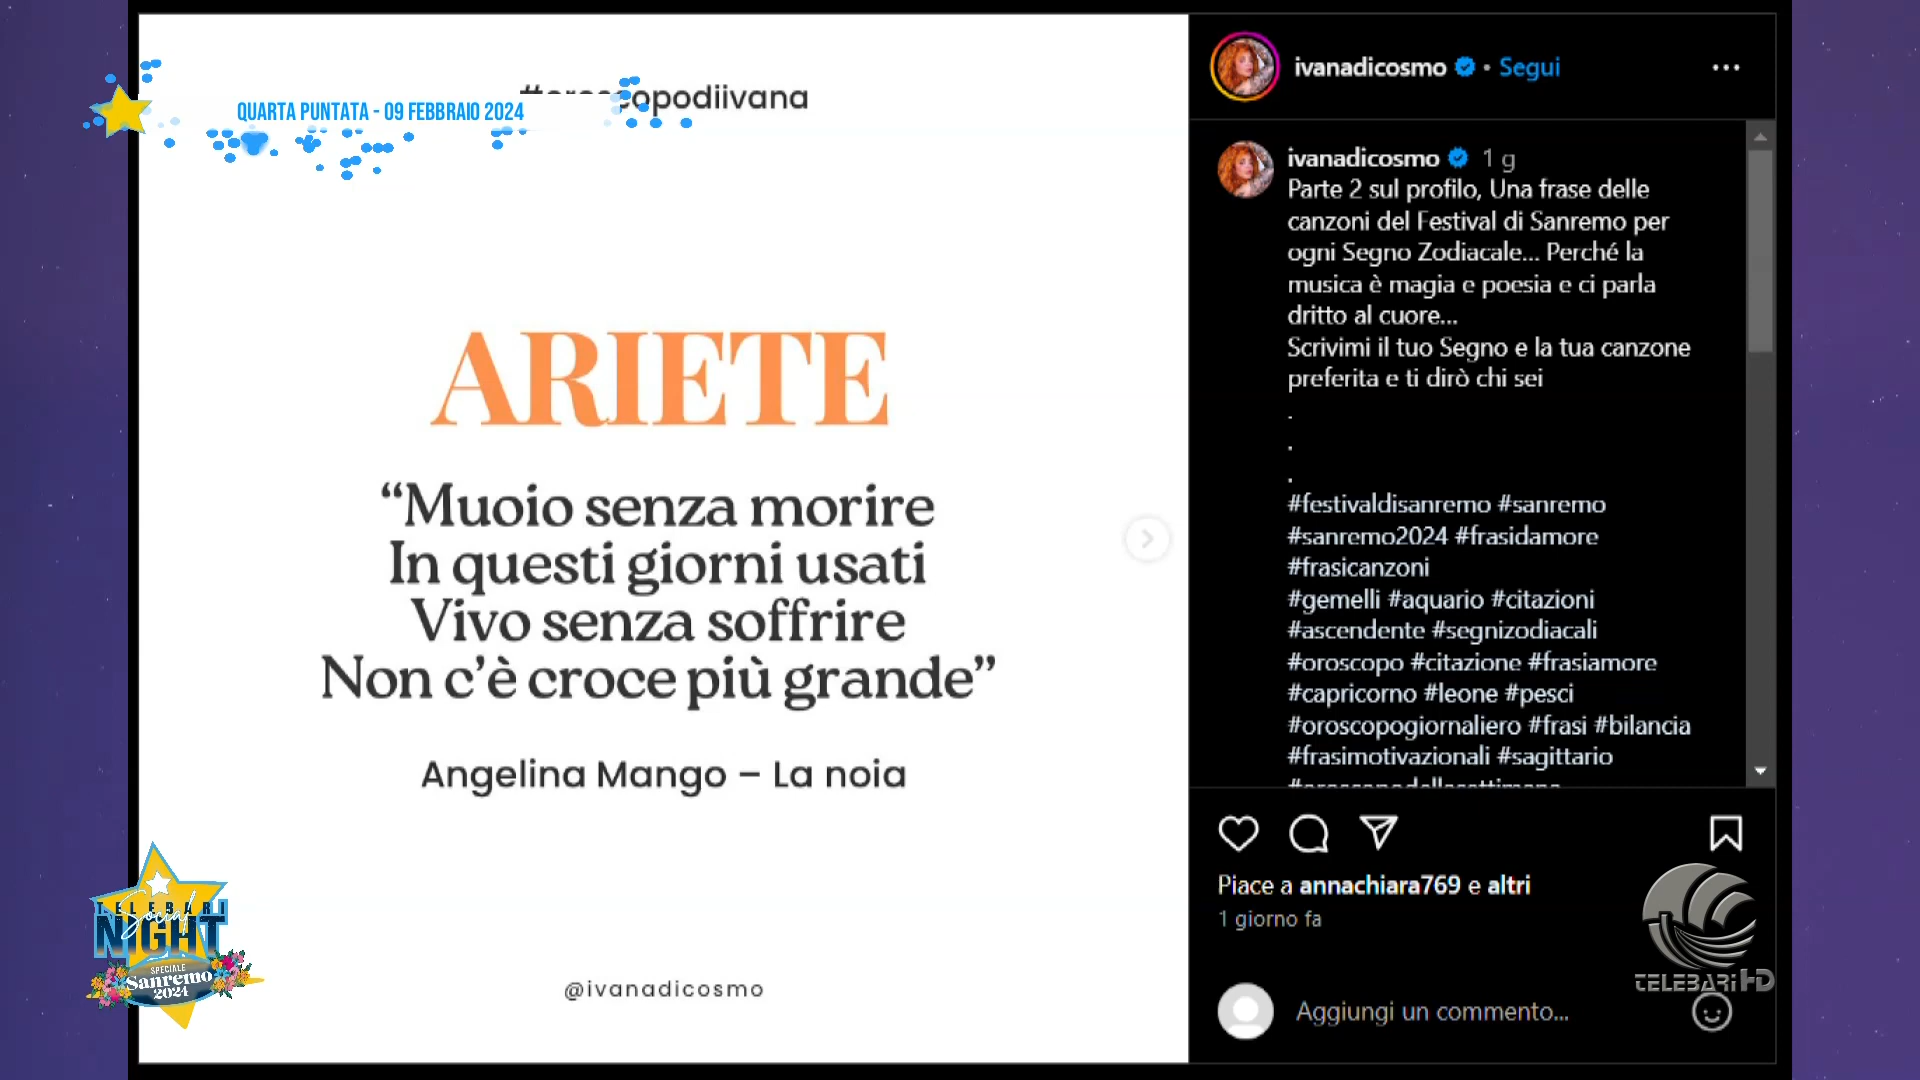 #oroscopodiivana
QUARTA PUNTATA - 09 FEBBRAIO 2024
ARIETE
“Muoio senza morire
In questi giorni usati
Vivo senza soffrire
Non c’è croce più grande”
Angelina Mango – La noia
@ivanadicosmo
TELEBARI
Social
NIGHT
SPECIALE
Sanremo
2024
ivanadicosmo • Segui
ivanadicosmo 1 g
Parte 2 sul profilo, Una frase delle
canzoni del Festival di Sanremo per
ogni Segno Zodiacale... Perché la
musica è magia e poesia e ci parla
dritto al cuore...
Scrivimi il tuo Segno e la tua canzone
preferita e ti dirò chi sei
.
.
.
#festivaldisanremo #sanremo
#sanremo2024 #frasidamore
#frasicanzoni
#gemelli #aquario #citazioni
#ascendente #segnizodiacali
#oroscopo #citazione #frasiamore
#capricorno #leone #pesci
#oroscopogiornaliero #frasi #bilancia
#frasimotivazionali #sagittario
#oroscopodellasettimana
Piace a annachiara769 e altri
1 giorno fa
TELEBARI HD
Aggiungi un commento...